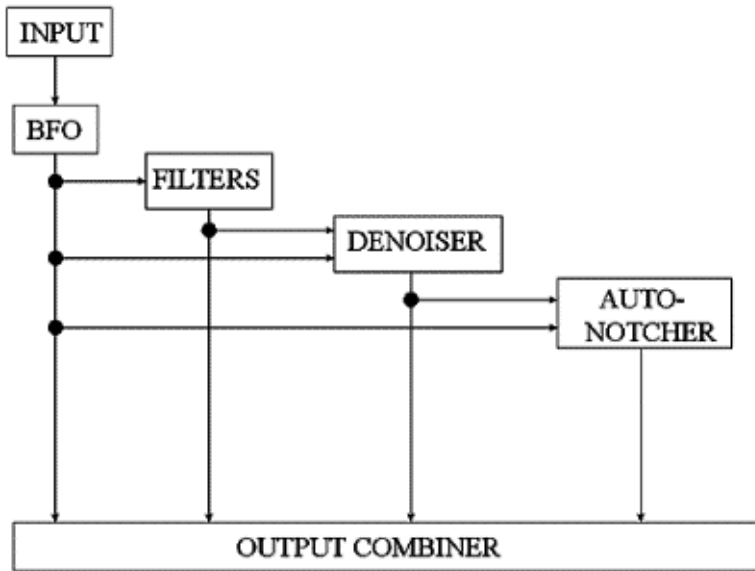 INPUT
BFO
FILTERS
DENOISER
AUTO-
NOTCHER
OUTPUT COMBINER